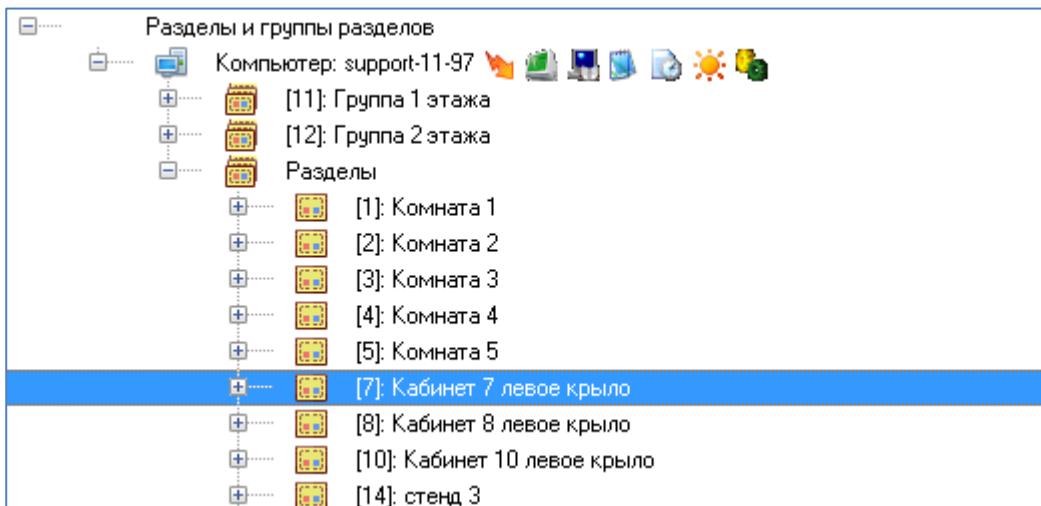 Разделы и группы разделов
Компьютер: support-11-97
[11]: Группа 1 этажа
[12]: Группа 2 этажа
Разделы
[1]: Комната 1
[2]: Комната 2
[3]: Комната 3
[4]: Комната 4
[5]: Комната 5
[7]: Кабинет 7 левое крыло
[8]: Кабинет 8 левое крыло
[10]: Кабинет 10 левое крыло
[14]: стенд 3